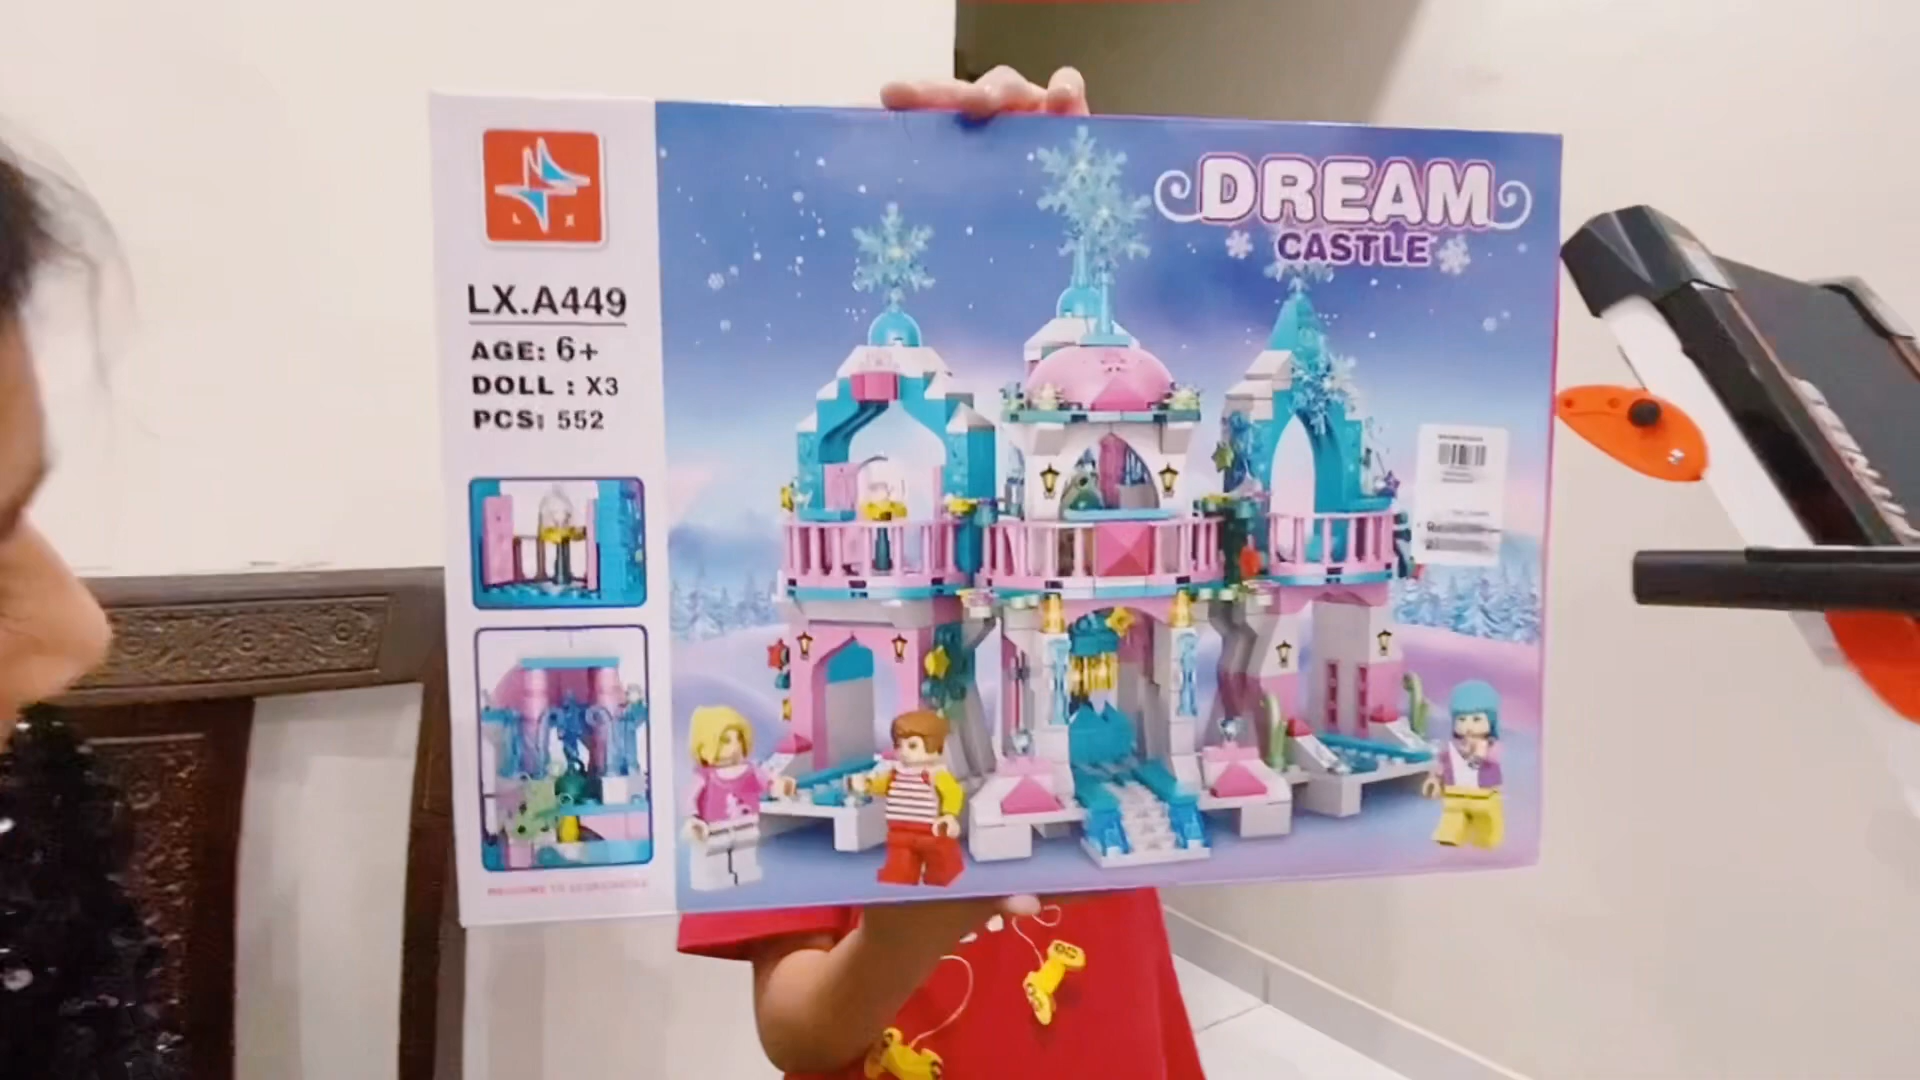 L X
LX.A449
AGE: 6+
DOLL : X3
PCS: 552
DREAM
CASTLE